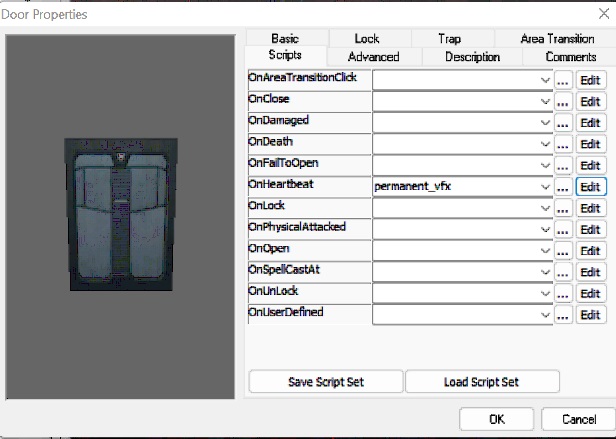 Door Properties
Basic Lock Trap Area Transition
Scripts Advanced Description Comments
OnAreaTransitionClick ... Edit
OnClose ... Edit
OnDamaged ... Edit
OnDeath ... Edit
OnFailToOpen ... Edit
OnHeartbeat permanent_vfx ... Edit
OnLock ... Edit
OnPhysicalAttacked ... Edit
OnOpen ... Edit
OnSpellCastAt ... Edit
OnUnLock ... Edit
OnUserDefined ... Edit
Save Script Set Load Script Set
OK Cancel